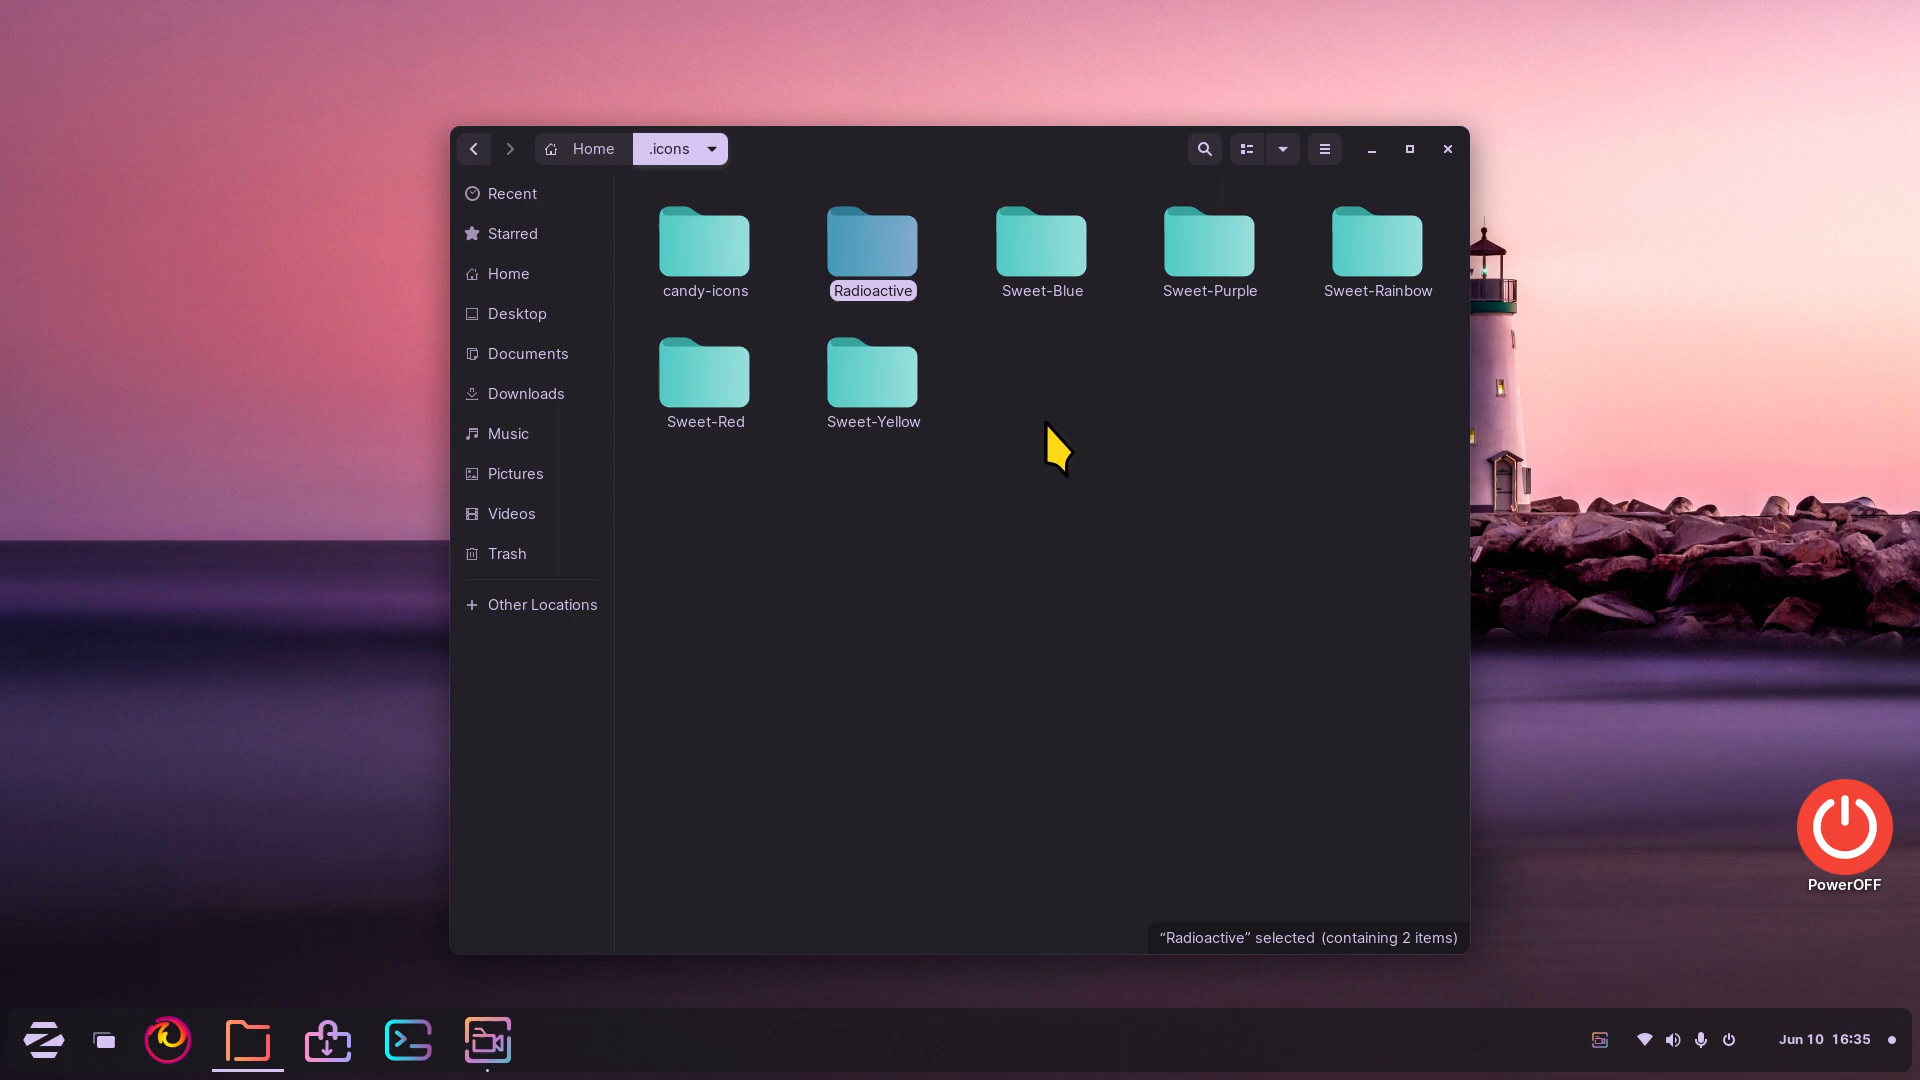 Home .icons
Recent
Starred
Home
Desktop
Documents
Downloads
Music
Pictures
Videos
Trash
Other Locations
candy-icons Radioactive Sweet-Blue Sweet-Purple Sweet-Rainbow
Sweet-Red Sweet-Yellow
“Radioactive” selected (containing 2 items)
PowerOFF
Jun 10 16:35